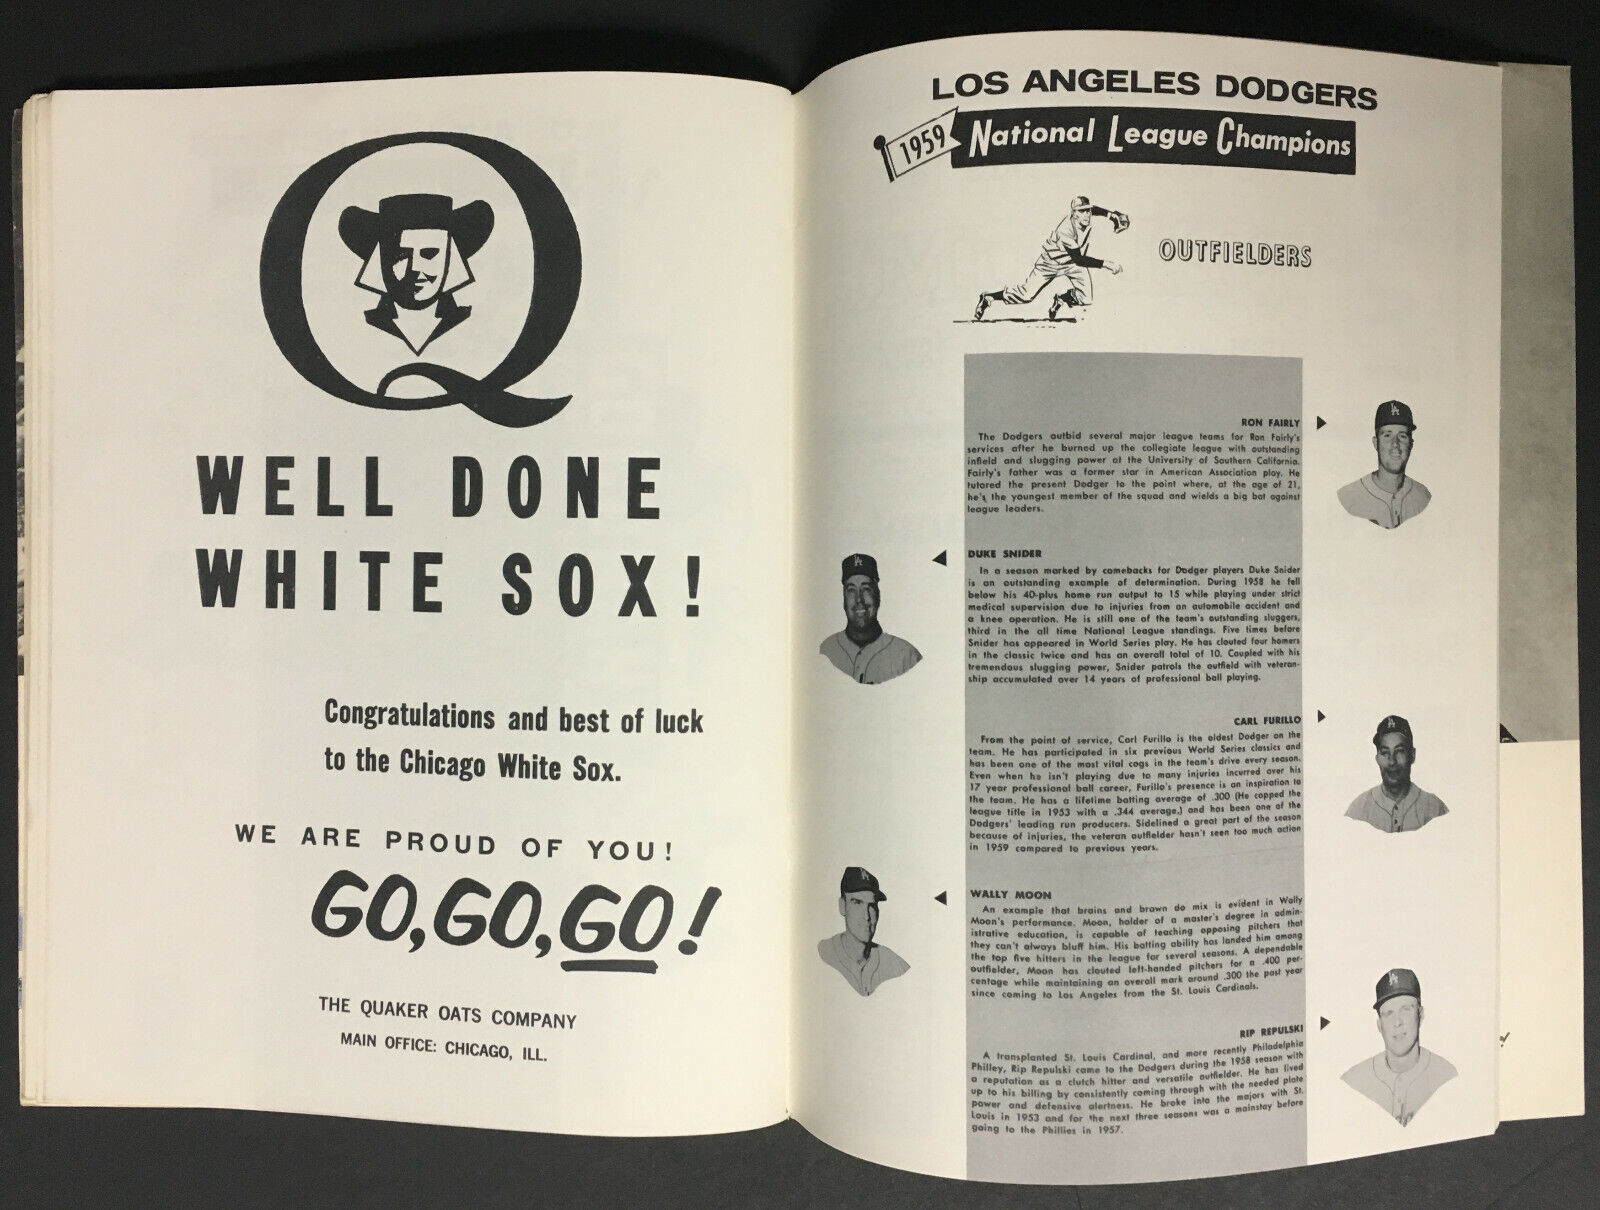 Q
WELL DONE
WHITE SOX!
Congratulations and best of luck
to the Chicago White Sox.
WE ARE PROUD OF YOU!
GO, GO, GO!
THE QUAKER OATS COMPANY
MAIN OFFICE: CHICAGO, ILL.
LOS ANGELES DODGERS
1959 National League Champions
OUTFIELDERS
RON FAIRLY
The Dodgers outbid several major league teams for Ron Fairly's
services after he burned up the collegiate league with outstanding
infield and slugging power at the University of Southern California.
Fairly's father was a former star in American Association play. He
tutored the present Dodger to the point where, at the age of 21,
he's the youngest member of the squad and wields a big bat against
league leaders.
DUKE SNIDER
In a season marked by comebacks for Dodger players Duke Snider
is an outstanding example of determination. During 1958 he fell
below his 40-plus home run output to 15 while playing under strict
medical supervision due to injuries from an automobile accident and
a knee operation. He is still one of the team's outstanding sluggers,
third in the all time National League standings. Five times before
Snider has appeared in World Series play. He has clouted four homers
in the classic twice and has an overall total of 10. Coupled with his
tremendous slugging power, Snider patrols the outfield with veteran-
ship accumulated over 14 years of professional ball playing.
CARL FURILLO
From the point of service, Carl Furillo is the oldest Dodger on the
team. He has participated in six previous World Series classics and
has been one of the most vital cogs in the team's drive every season.
Even when he isn't playing due to many injuries incurred over his
17 year professional ball career, Furillo's presence is an inspiration to
the team. He has a lifetime batting average of .300 (He copped the
league title in 1953 with a .344 average,) and has been one of the
Dodgers' leading run producers. Sidelined a great part of the season
because of injuries, the veteran outfielder hasn't seen too much action
in 1959 compared to previous years.
WALLY MOON
An example that brains and brawn do mix is evident in Wally
Moon's performance. Moon, holder of a master's degree in admin-
istrative education, is capable of teaching opposing pitchers that
they can't always bluff him. His batting ability has landed him among
the top five hitters in the league for several seasons. A dependable
outfielder, Moon has clouted left-handed pitchers for a .400 per-
centage while maintaining an overall mark around .300 the past year
since coming to Los Angeles from the St. Louis Cardinals.
RIP REPULSKI
A transplanted St. Louis Cardinal, and more recently Philadelphia
Philley, Rip Repulski came to the Dodgers during the 1958 season with
a reputation as a clutch hitter and versatile outfielder. He has lived
up to his billing by consistently coming through with the needed plate
power and defensive alertness. He broke into the majors with St.
Louis in 1953 and for the next three seasons was a mainstay before
going to the Phillies in 1957.